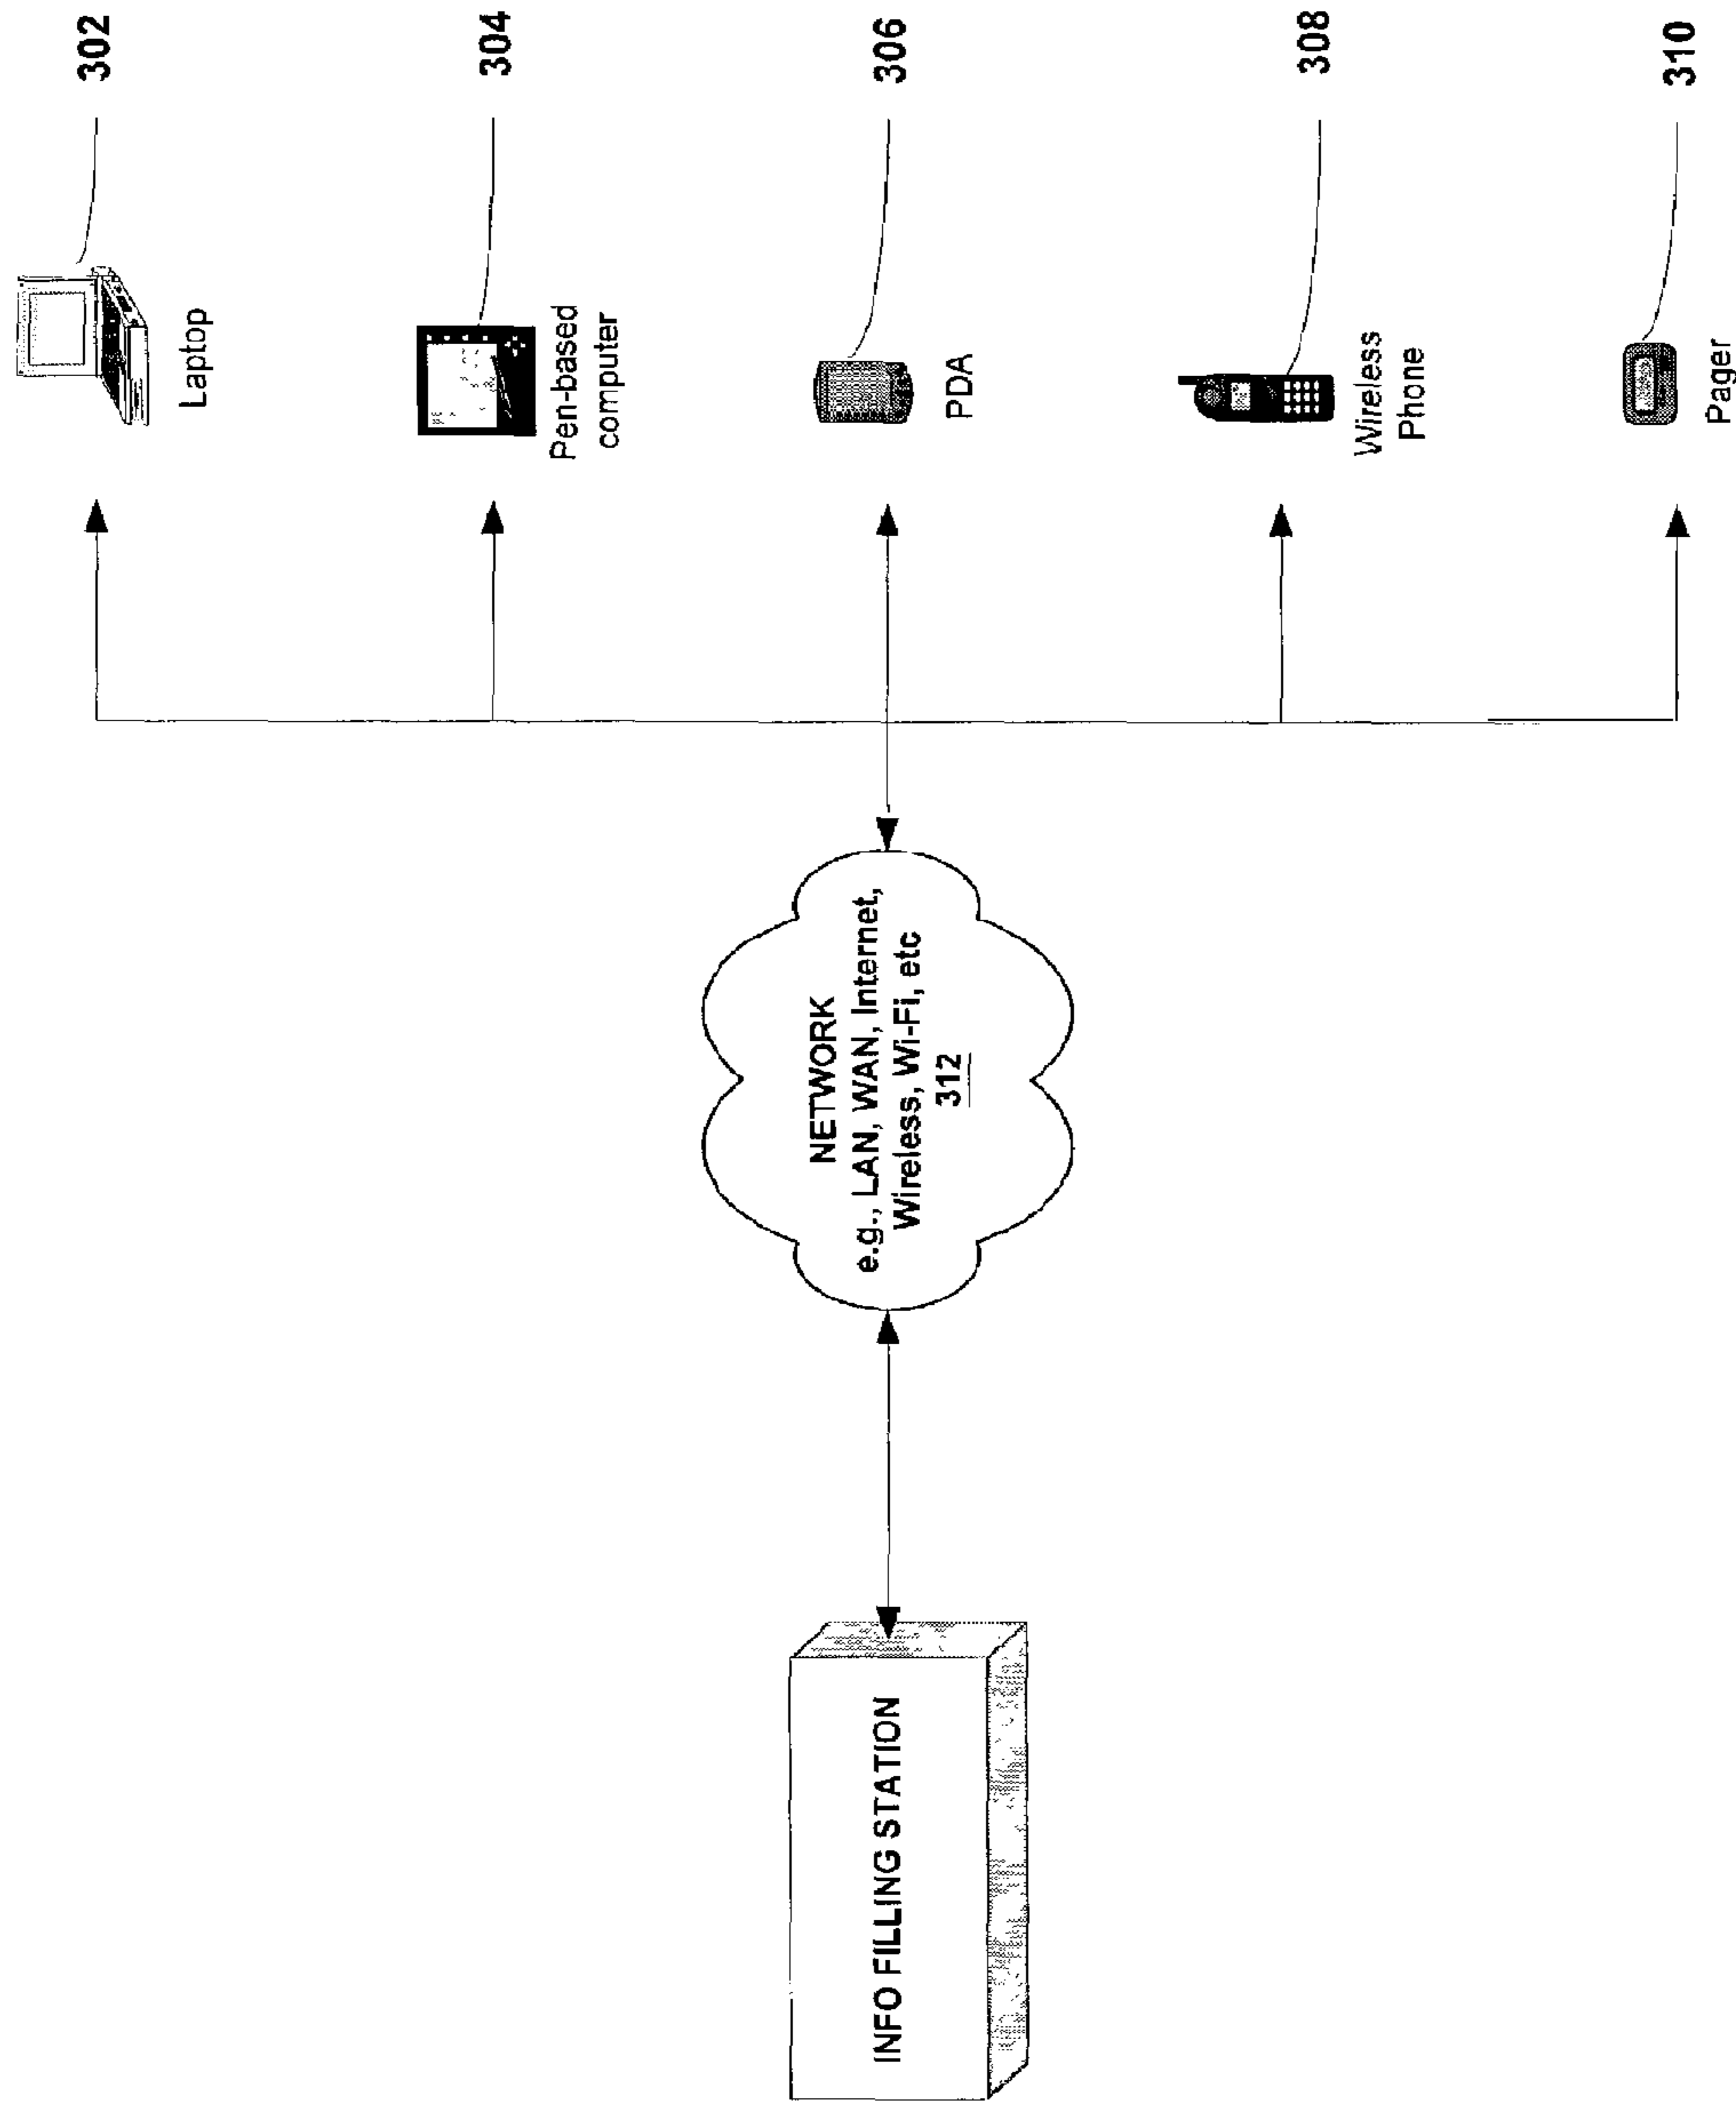 302
Laptop
304
Pen-based
computer
INFO FILLING STATION
NETWORK
e.g., LAN, WAN, Internet,
Wireless, Wi-Fi, etc
312
306
PDA
308
Wireless
Phone
310
Pager